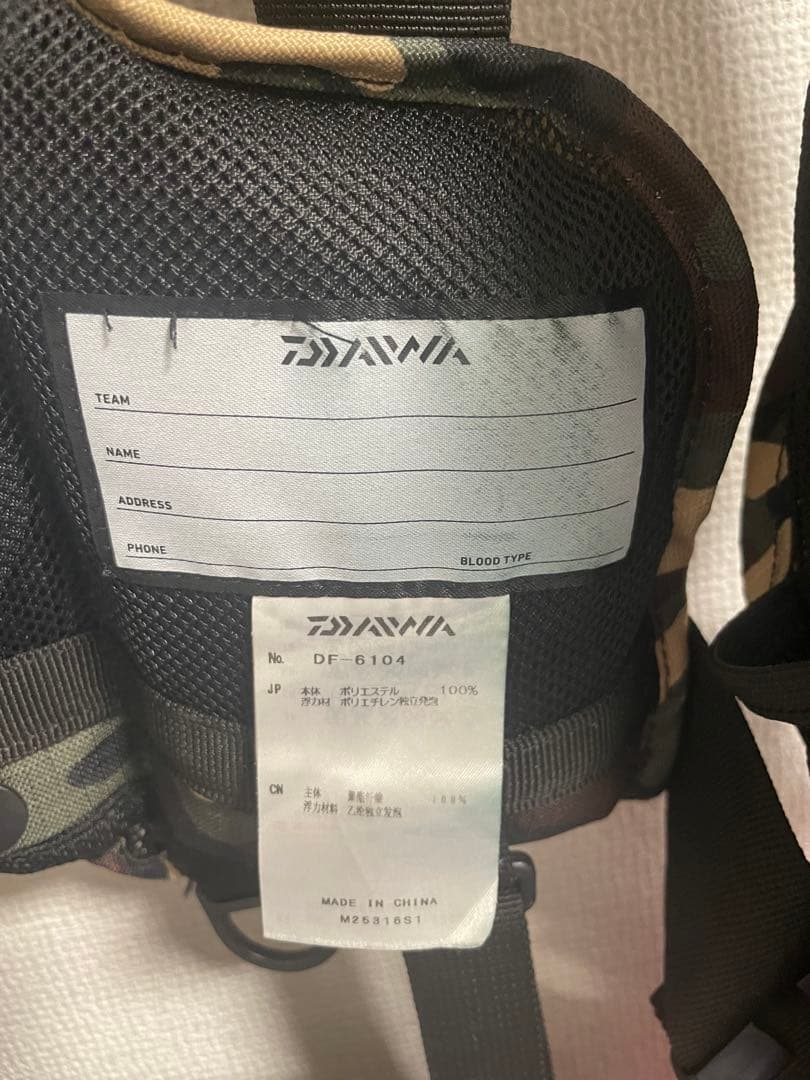 DAIWA
TEAM
NAME
ADDRESS
PHONE
BLOOD TYPE
DAIWA
No. DF-6104
JP 本体 ポリエステル 100%
浮力材 ポリエチレン独立発泡
CN 主体 聚酯纤维 100%
浮力材料 乙纶独立发泡
MADE IN CHINA
M25316S1